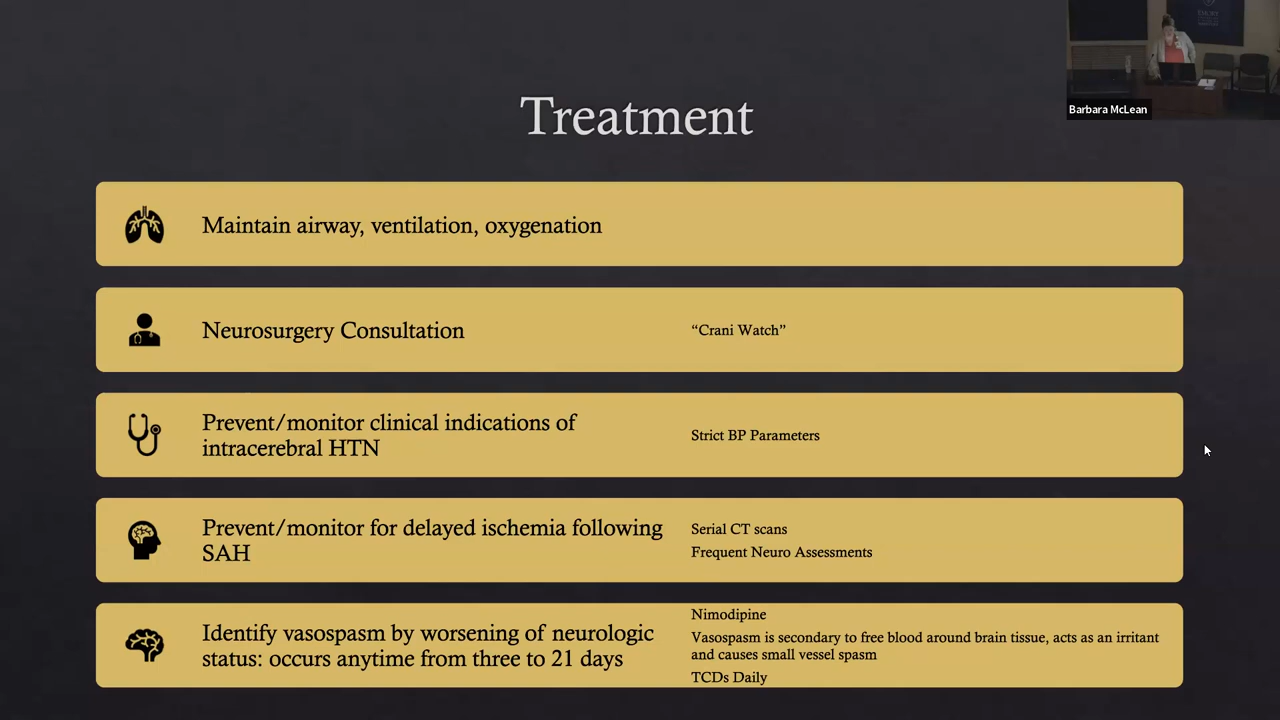 Barbara McLean
Treatment
Maintain airway, ventilation, oxygenation
Neurosurgery Consultation
“Crani Watch”
Prevent/monitor clinical indications of
intracerebral HTN
Strict BP Parameters
Prevent/monitor for delayed ischemia following
SAH
Serial CT scans
Frequent Neuro Assessments
Identify vasospasm by worsening of neurologic
status: occurs anytime from three to 21 days
Nimodipine
Vasospasm is secondary to free blood around brain tissue, acts as an irritant
and causes small vessel spasm
TCDs Daily